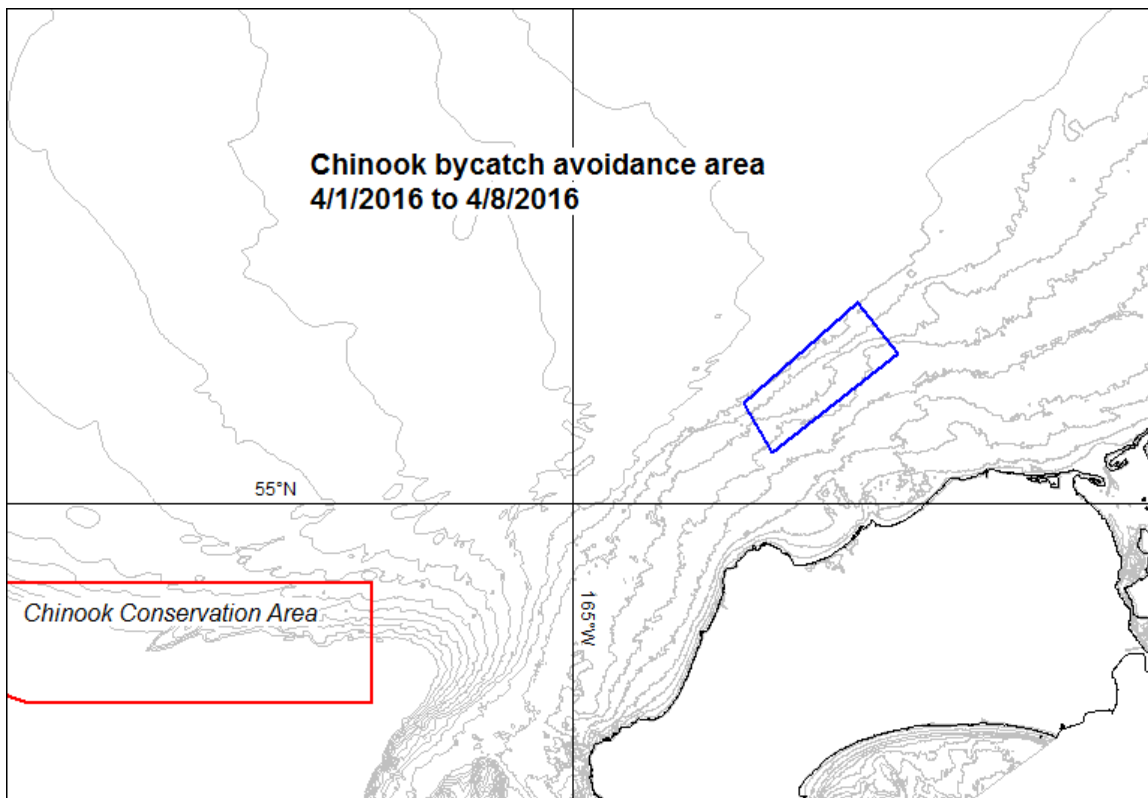 Chinook bycatch avoidance area
4/1/2016 to 4/8/2016
55°N
Chinook Conservation Area
165°W